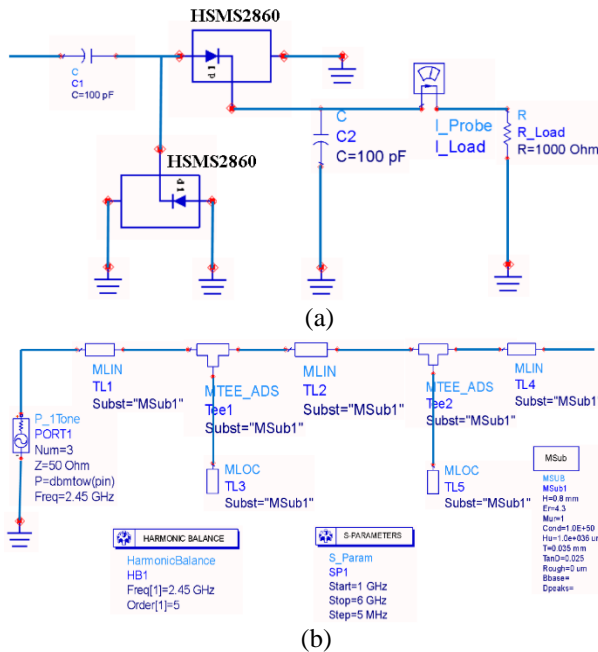 HSMS2860
C
C1
C=100 pF
HSMS2860
C
C2
C=100 pF
I_Probe
I_Load
R
R_Load
R=1000 Ohm
(a)
MLIN
TL1
Subst="MSub1"
MTEE_ADS
Tee1
Subst="MSub1"
MLIN
TL2
Subst="MSub1"
MTEE_ADS
Tee2
Subst="MSub1"
MLIN
TL4
Subst="MSub1"
P_1Tone
PORT1
Num=3
Z=50 Ohm
P=dbmtow(pin)
Freq=2.45 GHz
MLOC
TL3
Subst="MSub1"
MLOC
TL5
Subst="MSub1"
MSub
MSUB
MSub1
H=0.8 mm
Er=4.3
Mur=1
Cond=1.0E+50
Hu=1.0e+036 um
T=0.035 mm
TanD=0.025
Rough=0 um
Bbase=
Dpeaks=
HARMONIC BALANCE
HarmonicBalance
HB1
Freq[1]=2.45 GHz
Order[1]=5
S-PARAMETERS
S_Param
SP1
Start=1 GHz
Stop=6 GHz
Step=5 MHz
(b)